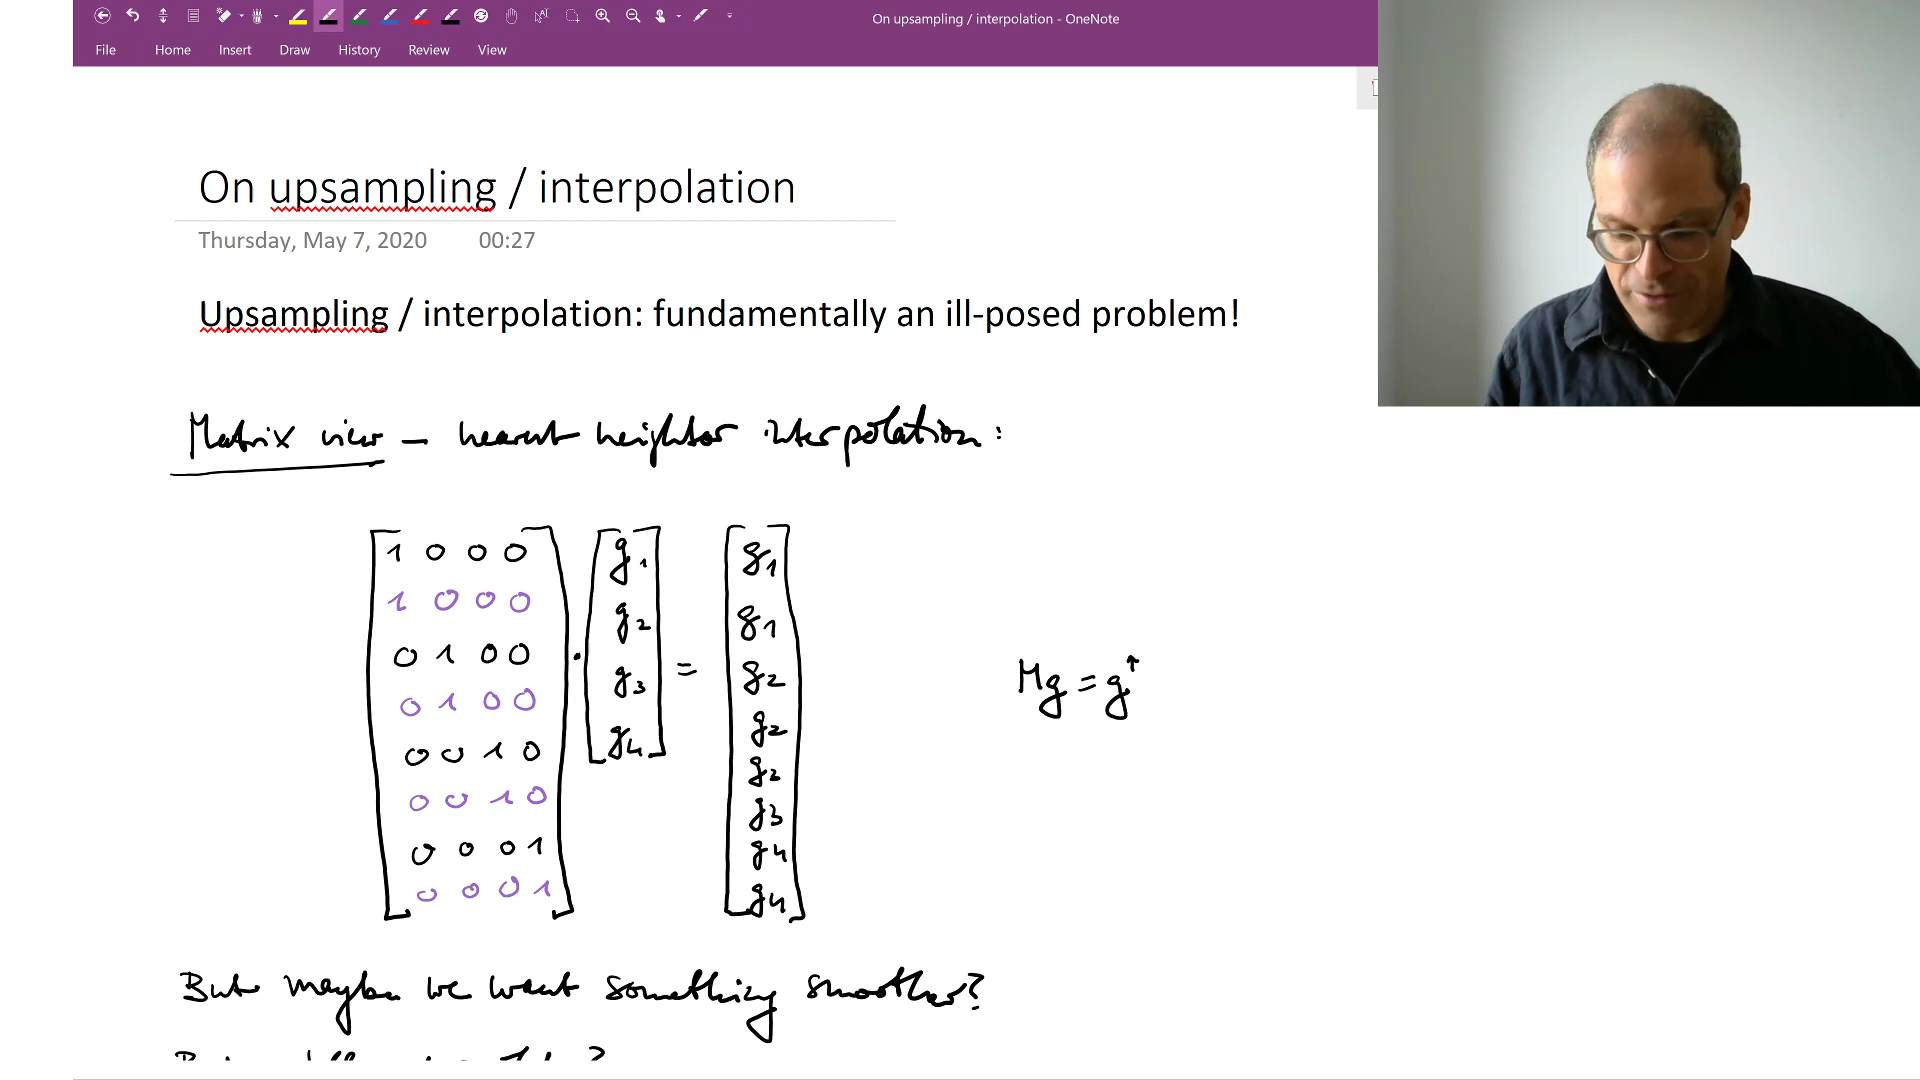 On upsampling / interpolation - OneNote
File Home Insert Draw History Review View
On upsampling / interpolation
Thursday, May 7, 2020 00:27
Upsampling / interpolation: fundamentally an ill-posed problem!
Matrix view – nearest neighbor interpolation:
1 0 0 0
1 0 0 0
0 1 0 0
0 1 0 0
0 0 1 0
0 0 1 0
0 0 0 1
0 0 0 1
·
g1
g2
g3
g4
=
g1
g1
g2
g2
g2
g3
g4
g4
Mg = g↑
But maybe we want something smoother?